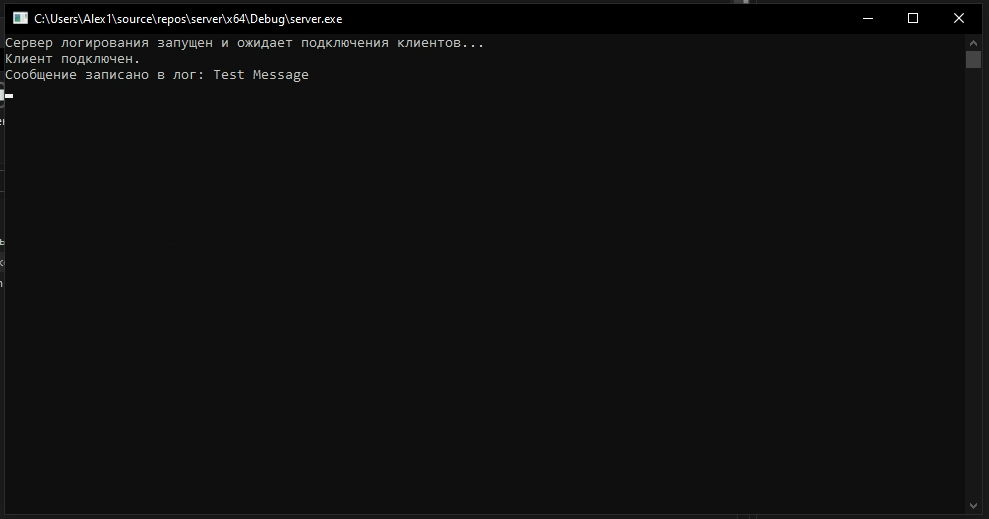 C:\Users\Alex1\source\repos\server\x64\Debug\server.exe
Сервер логирования запущен и ожидает подключения клиентов...
Клиент подключен.
Сообщение записано в лог: Test Message